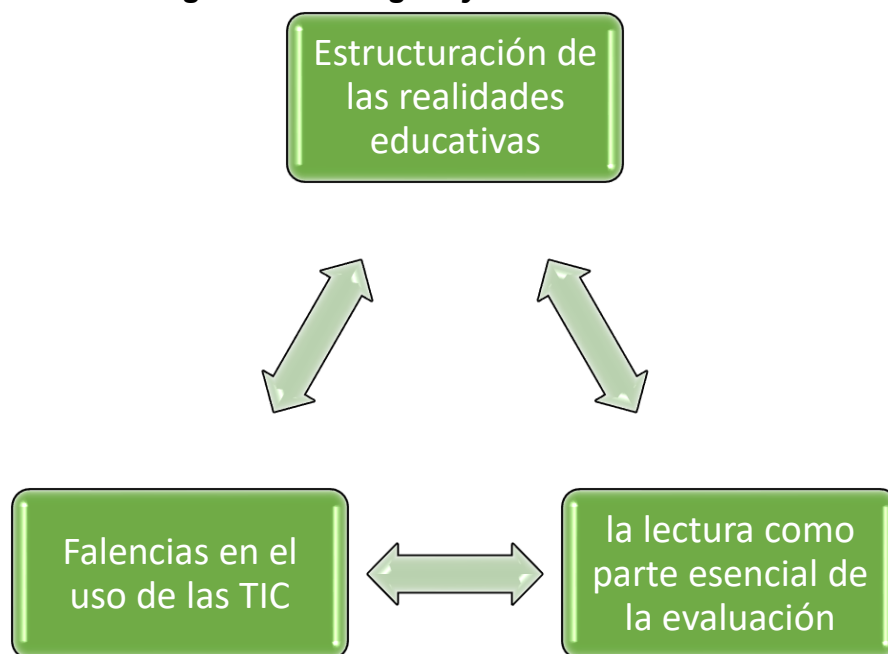 Estructuración de
las realidades
educativas
Falencias en el
uso de las TIC
la lectura como
parte esencial de
la evaluación